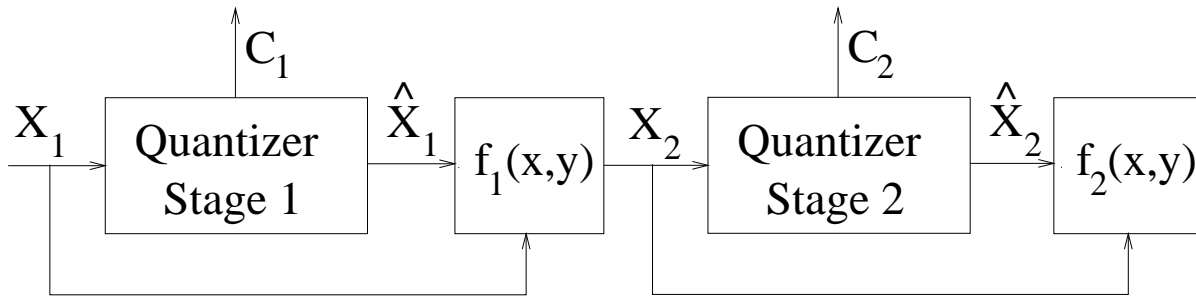 C₁
C₂
X₁
Quantizer
Stage 1
X̂₁
f₁(x,y)
X₂
Quantizer
Stage 2
X̂₂
f₂(x,y)